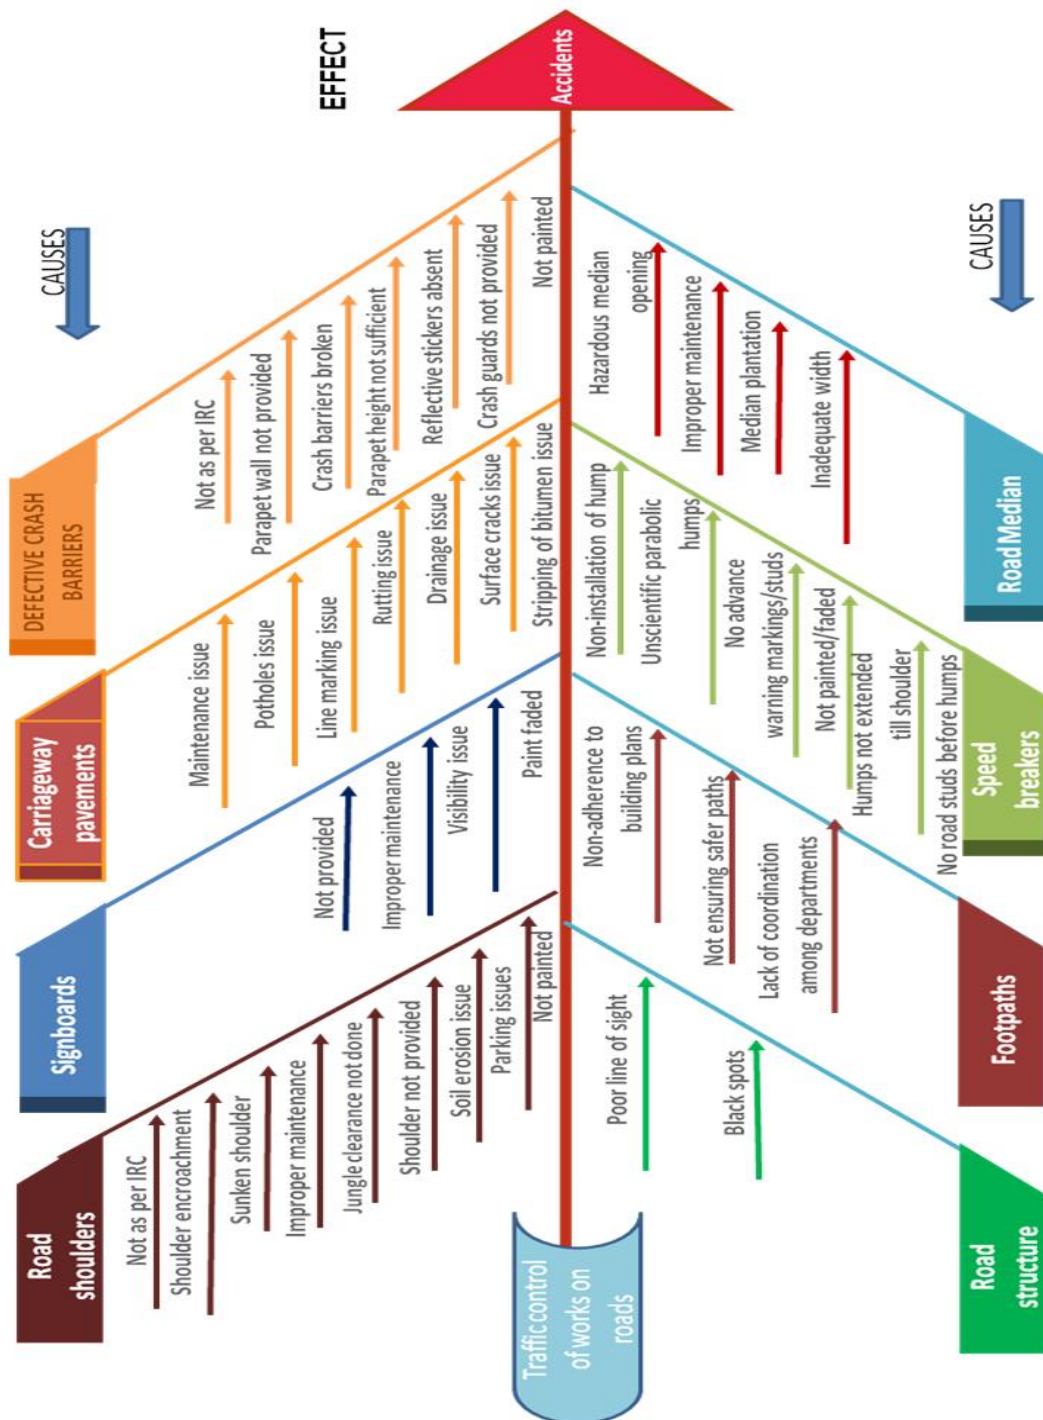 CAUSES
EFFECT
DEFECTIVE CRASH
BARRIERS
Not as per IRC
Parapet wall not provided
Crash barriers broken
Parapet height not sufficient
Reflective stickers absent
Crash guards not provided
Not painted
Carriageway
pavements
Maintenance issue
Potholes issue
Line marking issue
Rutting issue
Drainage issue
Surface cracks issue
Stripping of bitumen issue
Signboards
Not provided
Improper maintenance
Visibility issue
Paint faded
Road
shoulders
Not as per IRC
Shoulder encroachment
Sunken shoulder
Improper maintenance
Jungle clearance not done
Shoulder not provided
Soil erosion issue
Parking issues
Not painted
Traffic control
of works on
roads
Accidents
Hazardous median
opening
Improper maintenance
Median plantation
Inadequate width
Road Median
Non-installation of hump
Unscientific parabolic
humps
No advance
warning markings/studs
Not painted/faded
Humps not extended
till shoulder
No road studs before humps
Speed
breakers
Non-adherence to
building plans
Not ensuring safer paths
Lack of coordination
among departments
Footpaths
Poor line of sight
Black spots
Road
structure
CAUSES